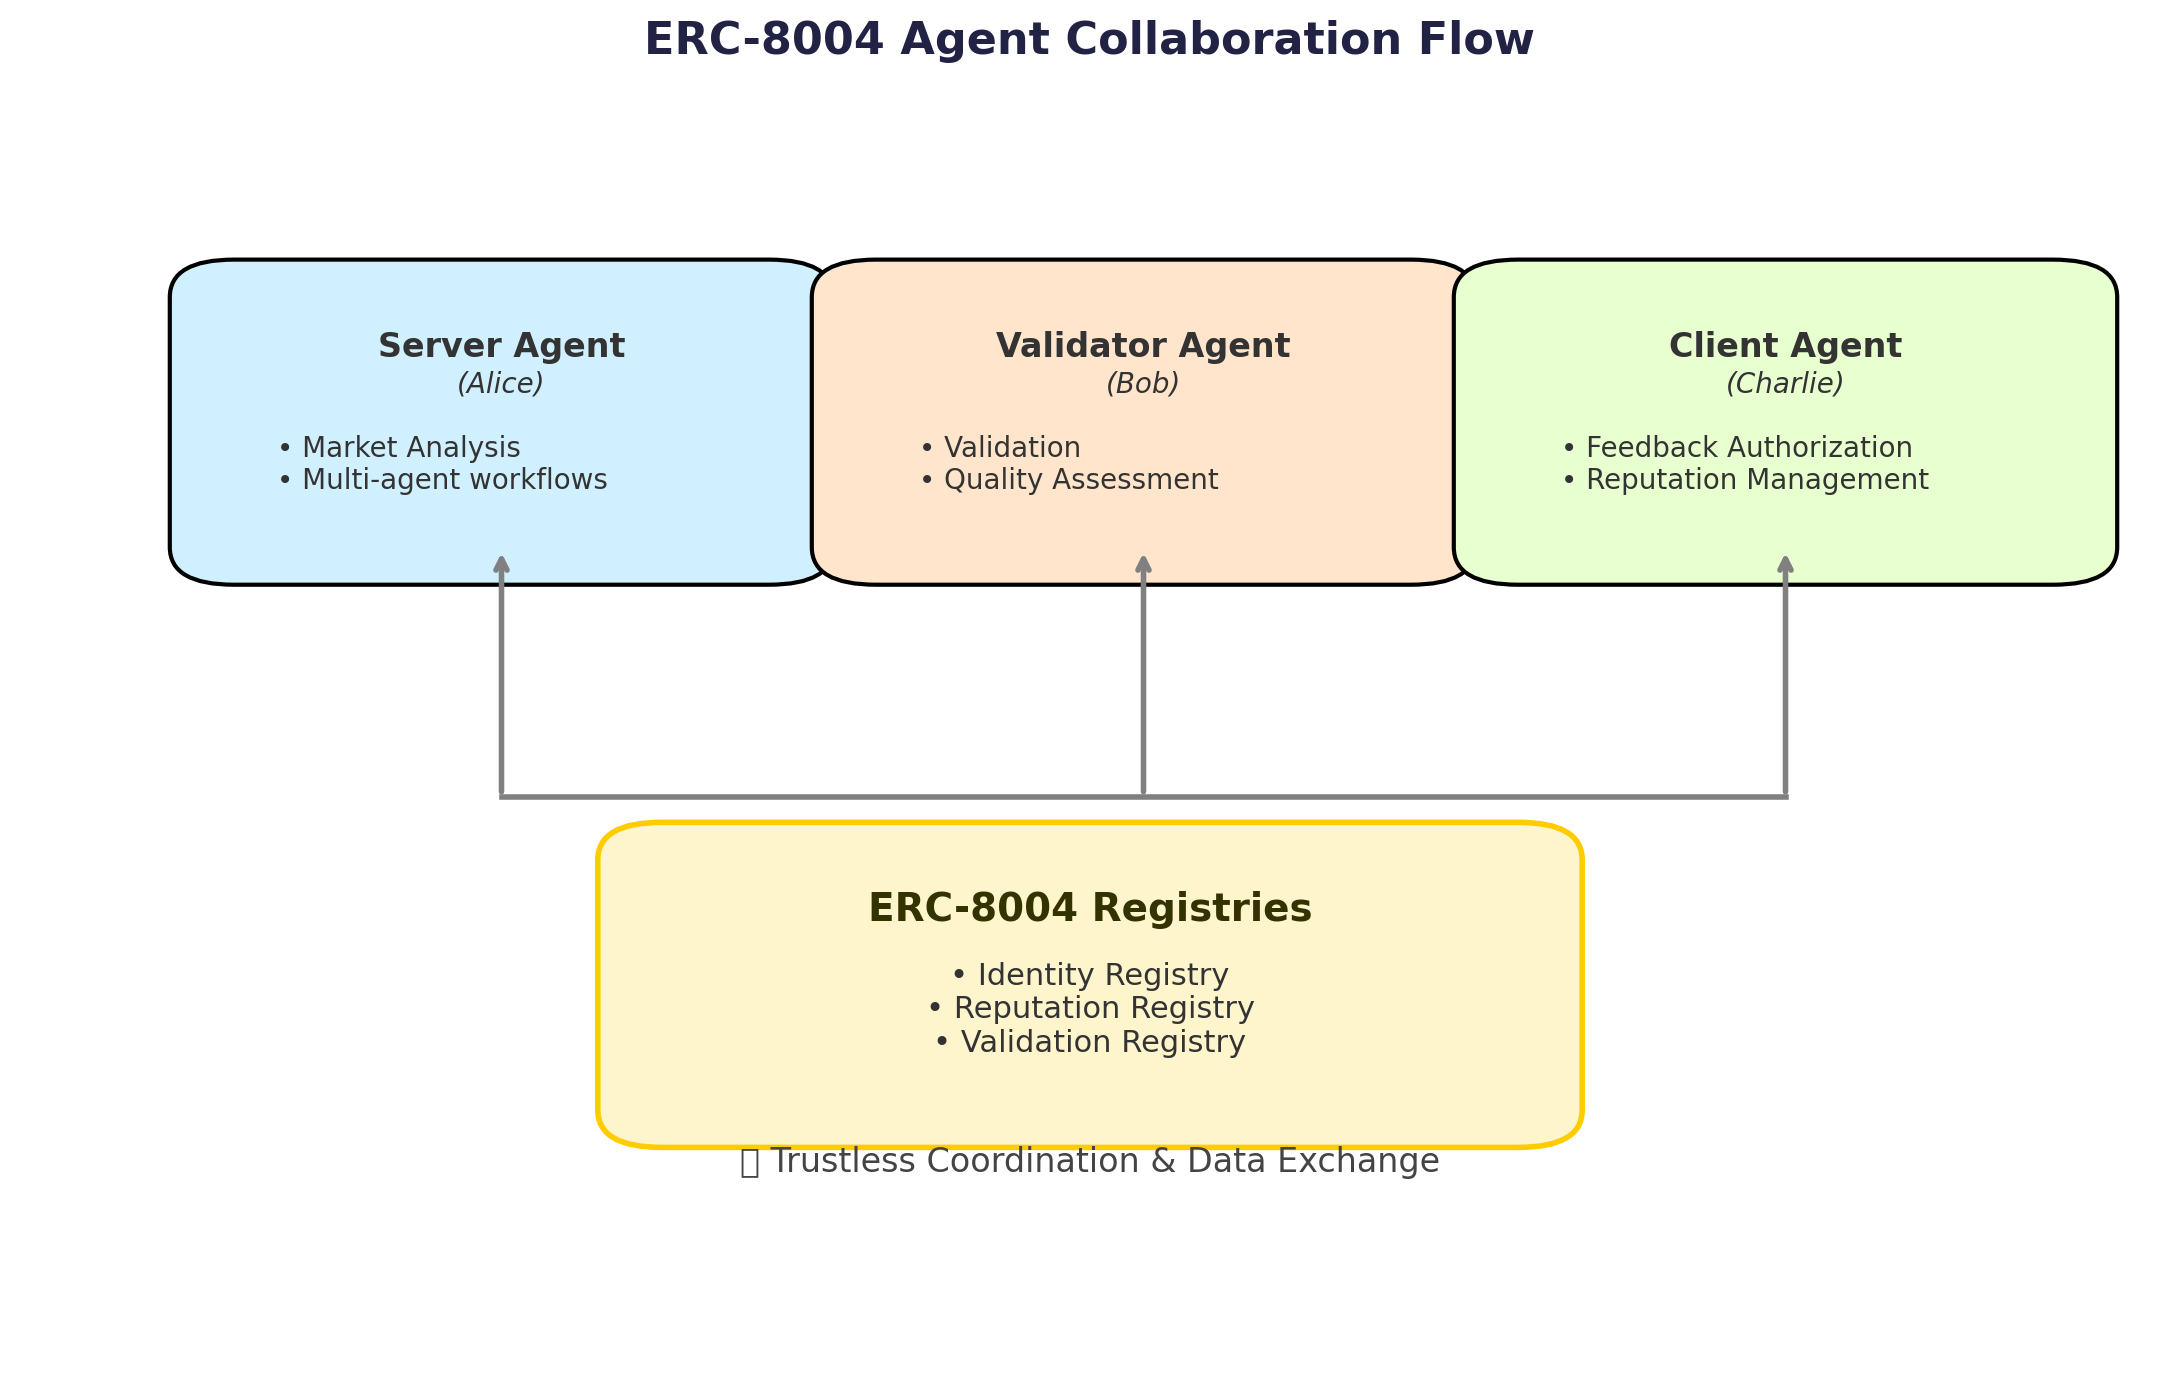 ERC-8004 Agent Collaboration Flow
Server Agent
(Alice)
• Market Analysis
• Multi-agent workflows
Validator Agent
(Bob)
• Validation
• Quality Assessment
Client Agent
(Charlie)
• Feedback Authorization
• Reputation Management
ERC-8004 Registries
• Identity Registry
• Reputation Registry
• Validation Registry
Trustless Coordination & Data Exchange